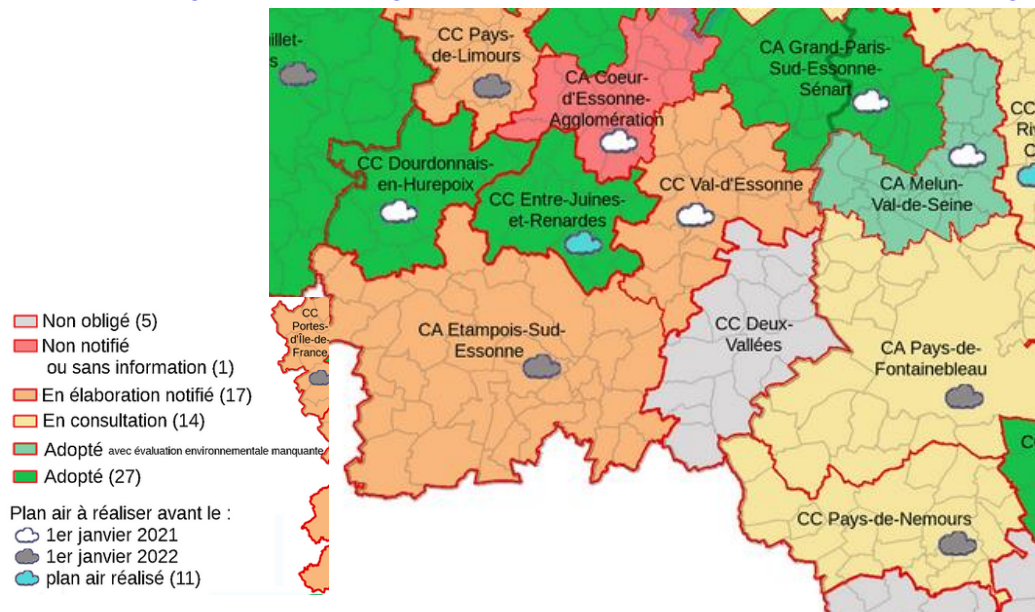 illet-
s
CC Pays-
de-Limours
CA Coeur-
d'Essonne-
Agglomération
CA Grand-Paris-
Sud-Essonne-
Sénart
CC Dourdonnais-
en-Hurepoix
CC Entre-Juines-
et-Renardes
CC Val-d'Essonne
CA Melun-
Val-de-Seine
CC
Riv
C
CA Etampois-Sud-
Essonne
CC Deux-
Vallées
CA Pays-de-
Fontainebleau
CC Pays-de-Nemours
C
CC
Portes-
d'Île-de-
France
Non obligé (5)
Non notifié
ou sans information (1)
En élaboration notifié (17)
En consultation (14)
Adopté avec évaluation environnementale manquante
Adopté (27)
Plan air à réaliser avant le :
1er janvier 2021
1er janvier 2022
plan air réalisé (11)